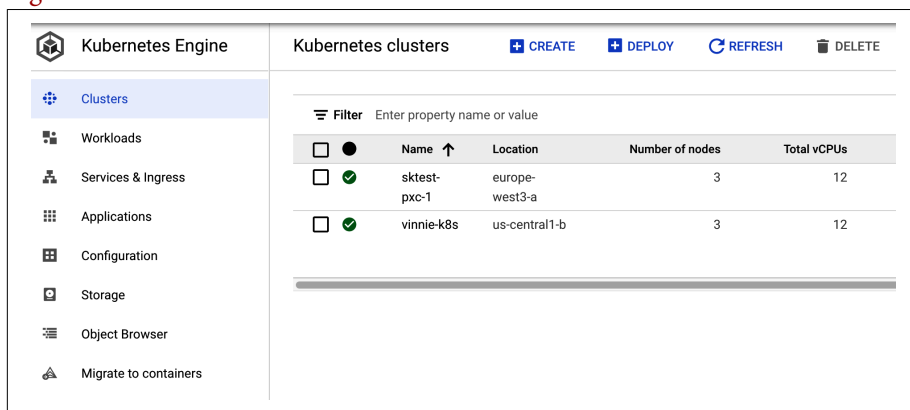 Kubernetes Engine
Kubernetes clusters
CREATE
DEPLOY
REFRESH
DELETE
Clusters
Workloads
Services & Ingress
Applications
Configuration
Storage
Object Browser
Migrate to containers
Filter Enter property name or value
Name Location Number of nodes Total vCPUs
sktest-pxc-1 europe-west3-a 3 12
vinnie-k8s us-central1-b 3 12